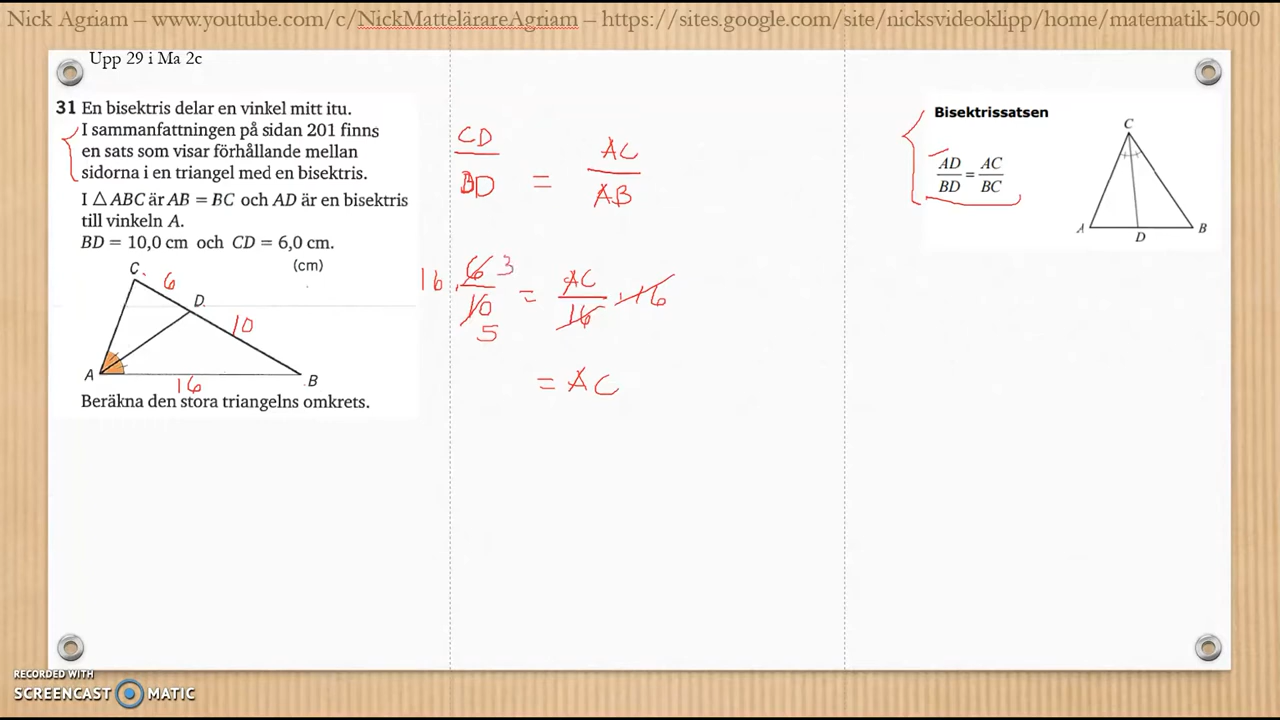 Nick Agriam – www.youtube.com/c/NickMattelärareAgriam – https://sites.google.com/site/nicksvideoklipp/home/matematik-5000
Upp 29 i Ma 2c
31 En bisektris delar en vinkel mitt itu.
I sammanfattningen på sidan 201 finns
en sats som visar förhållande mellan
sidorna i en triangel med en bisektris.
I △ABC är AB = BC och AD är en bisektris
till vinkeln A.
BD = 10,0 cm och CD = 6,0 cm.
(cm)
C
6
D
10
A
16
B
Beräkna den stora triangelns omkrets.
CD
BD
=
AC
AB
16 · 6 3
10
5
=
AC
16
· 16
= AC
Bisektrissatsen
AD
BD
=
AC
BC
C
A
D
B
RECORDED WITH
SCREENCAST MATIC